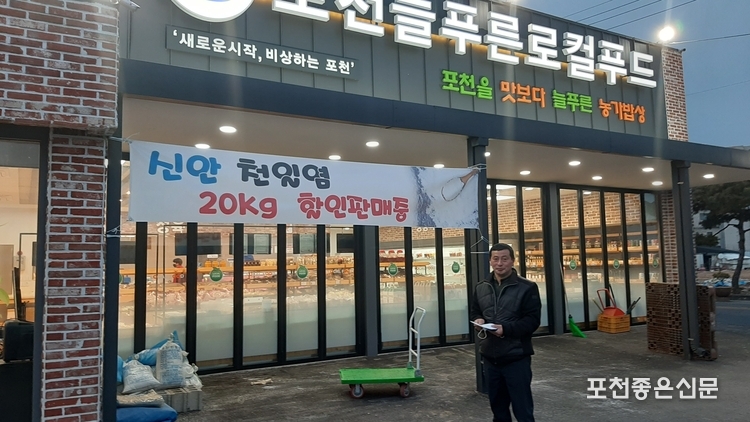 포천늘푸른로컬푸드
'새로운시작, 비상하는 포천'
포천을 맛보다 늘푸른 농가밥상
신안 천일염
20kg 할인판매중
포천좋은신문